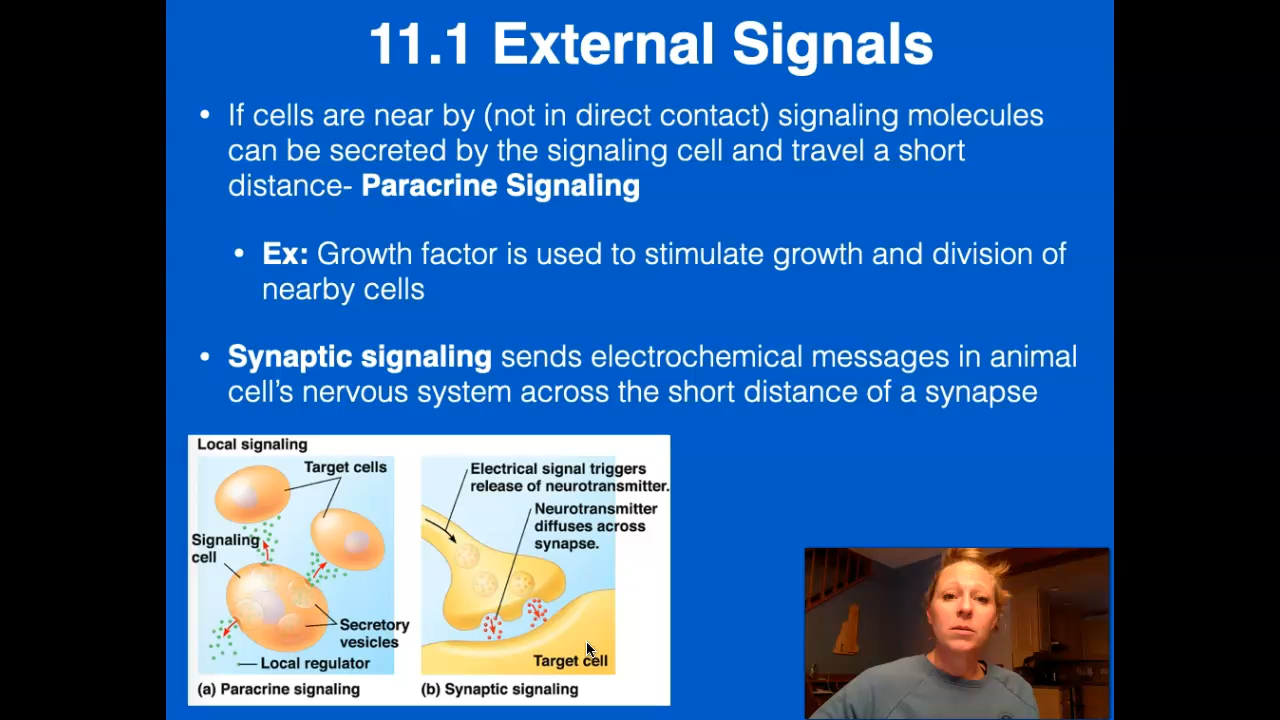 11.1 External Signals
• If cells are near by (not in direct contact) signaling molecules
can be secreted by the signaling cell and travel a short
distance- Paracrine Signaling
• Ex: Growth factor is used to stimulate growth and division of
nearby cells
• Synaptic signaling sends electrochemical messages in animal
cell's nervous system across the short distance of a synapse
Local signaling
Target cells
Signaling
cell
Secretory
vesicles
Local regulator
(a) Paracrine signaling
Electrical signal triggers
release of neurotransmitter.
Neurotransmitter
diffuses across
synapse.
Target cell
(b) Synaptic signaling